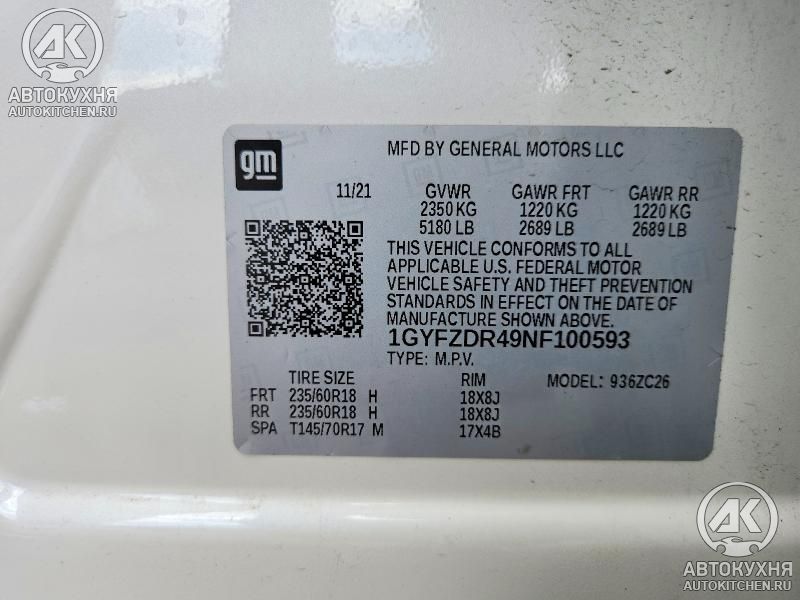 AK
АВТОКУХНЯ
AUTOKITCHEN.RU
gm
MFD BY GENERAL MOTORS LLC
11/21 GVWR GAWR FRT GAWR RR
2350 KG 1220 KG 1220 KG
5180 LB 2689 LB 2689 LB
THIS VEHICLE CONFORMS TO ALL
APPLICABLE U.S. FEDERAL MOTOR
VEHICLE SAFETY AND THEFT PREVENTION
STANDARDS IN EFFECT ON THE DATE OF
MANUFACTURE SHOWN ABOVE.
1GYFZDR49NF100593
TYPE: M.P.V.
TIRE SIZE RIM MODEL: 936ZC26
FRT 235/60R18 H 18X8J
RR 235/60R18 H 18X8J
SPA T145/70R17 M 17X4B
AK
АВТОКУХНЯ
AUTOKITCHEN.RU